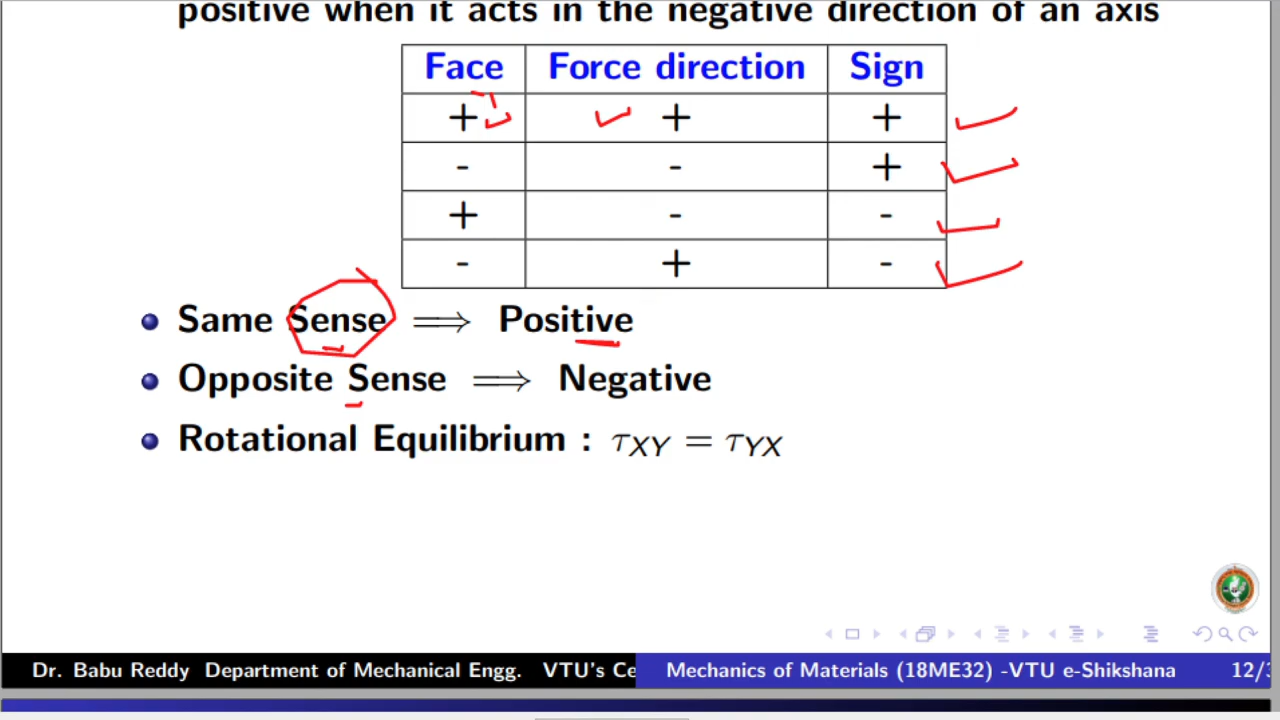 positive when it acts in the negative direction of an axis
Face Force direction Sign
+ + +
- - +
+ - -
- + -
Same Sense ⟹ Positive
Opposite Sense ⟹ Negative
Rotational Equilibrium : τXY = τYX
Dr. Babu Reddy Department of Mechanical Engg. VTU's Ce Mechanics of Materials (18ME32) -VTU e-Shikshana 12/3